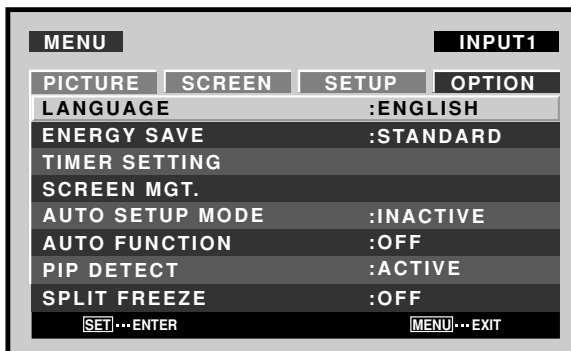 MENU INPUT1
PICTURE SCREEN SETUP OPTION
LANGUAGE :ENGLISH
ENERGY SAVE :STANDARD
TIMER SETTING
SCREEN MGT.
AUTO SETUP MODE :INACTIVE
AUTO FUNCTION :OFF
PIP DETECT :ACTIVE
SPLIT FREEZE :OFF
SET···ENTER MENU···EXIT